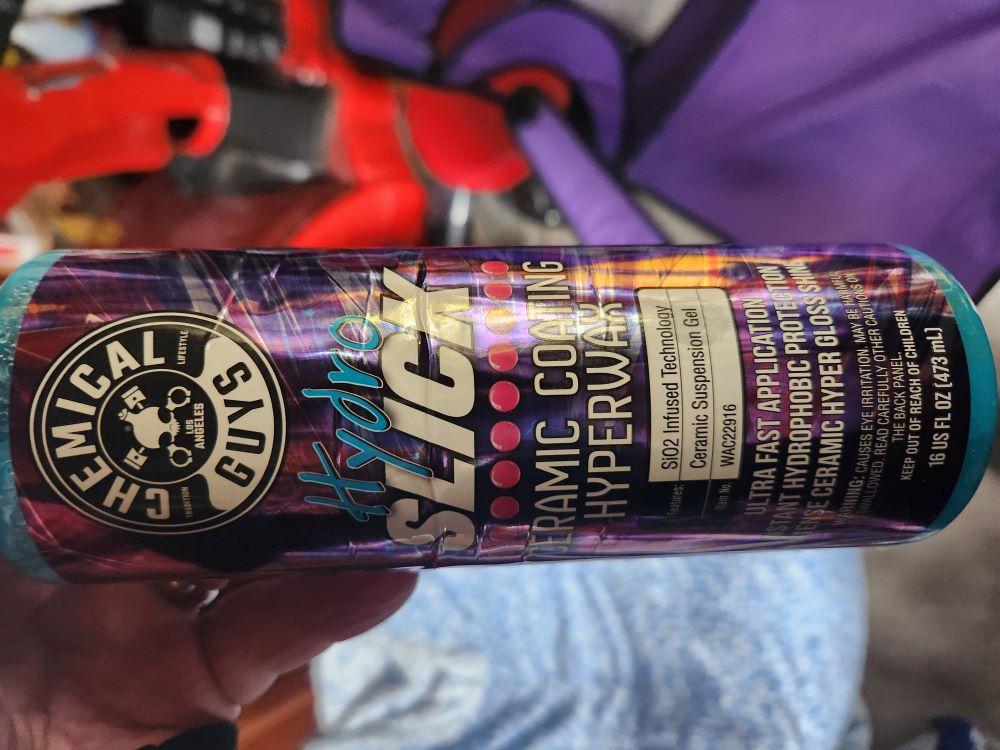 CHEMICAL
GUYS
LOS
ANGELES
TRADITION
LIFESTYLE
Hydro
SLICK
CERAMIC COATING
HYPERWAX
Features: SiO2 Infused Technology
Ceramic Suspension Gel
Item No. WAC22916
ULTRA FAST APPLICATION
INSTANT HYDROPHOBIC PROTECTION
INTENSE CERAMIC HYPER GLOSS SHINE
WARNING: CAUSES EYE IRRITATION. MAY BE HARMFUL
IF SWALLOWED. READ CAREFULLY OTHER CAUTIONS ON
THE BACK PANEL.
KEEP OUT OF REACH OF CHILDREN
16 US FL OZ (473 mL)